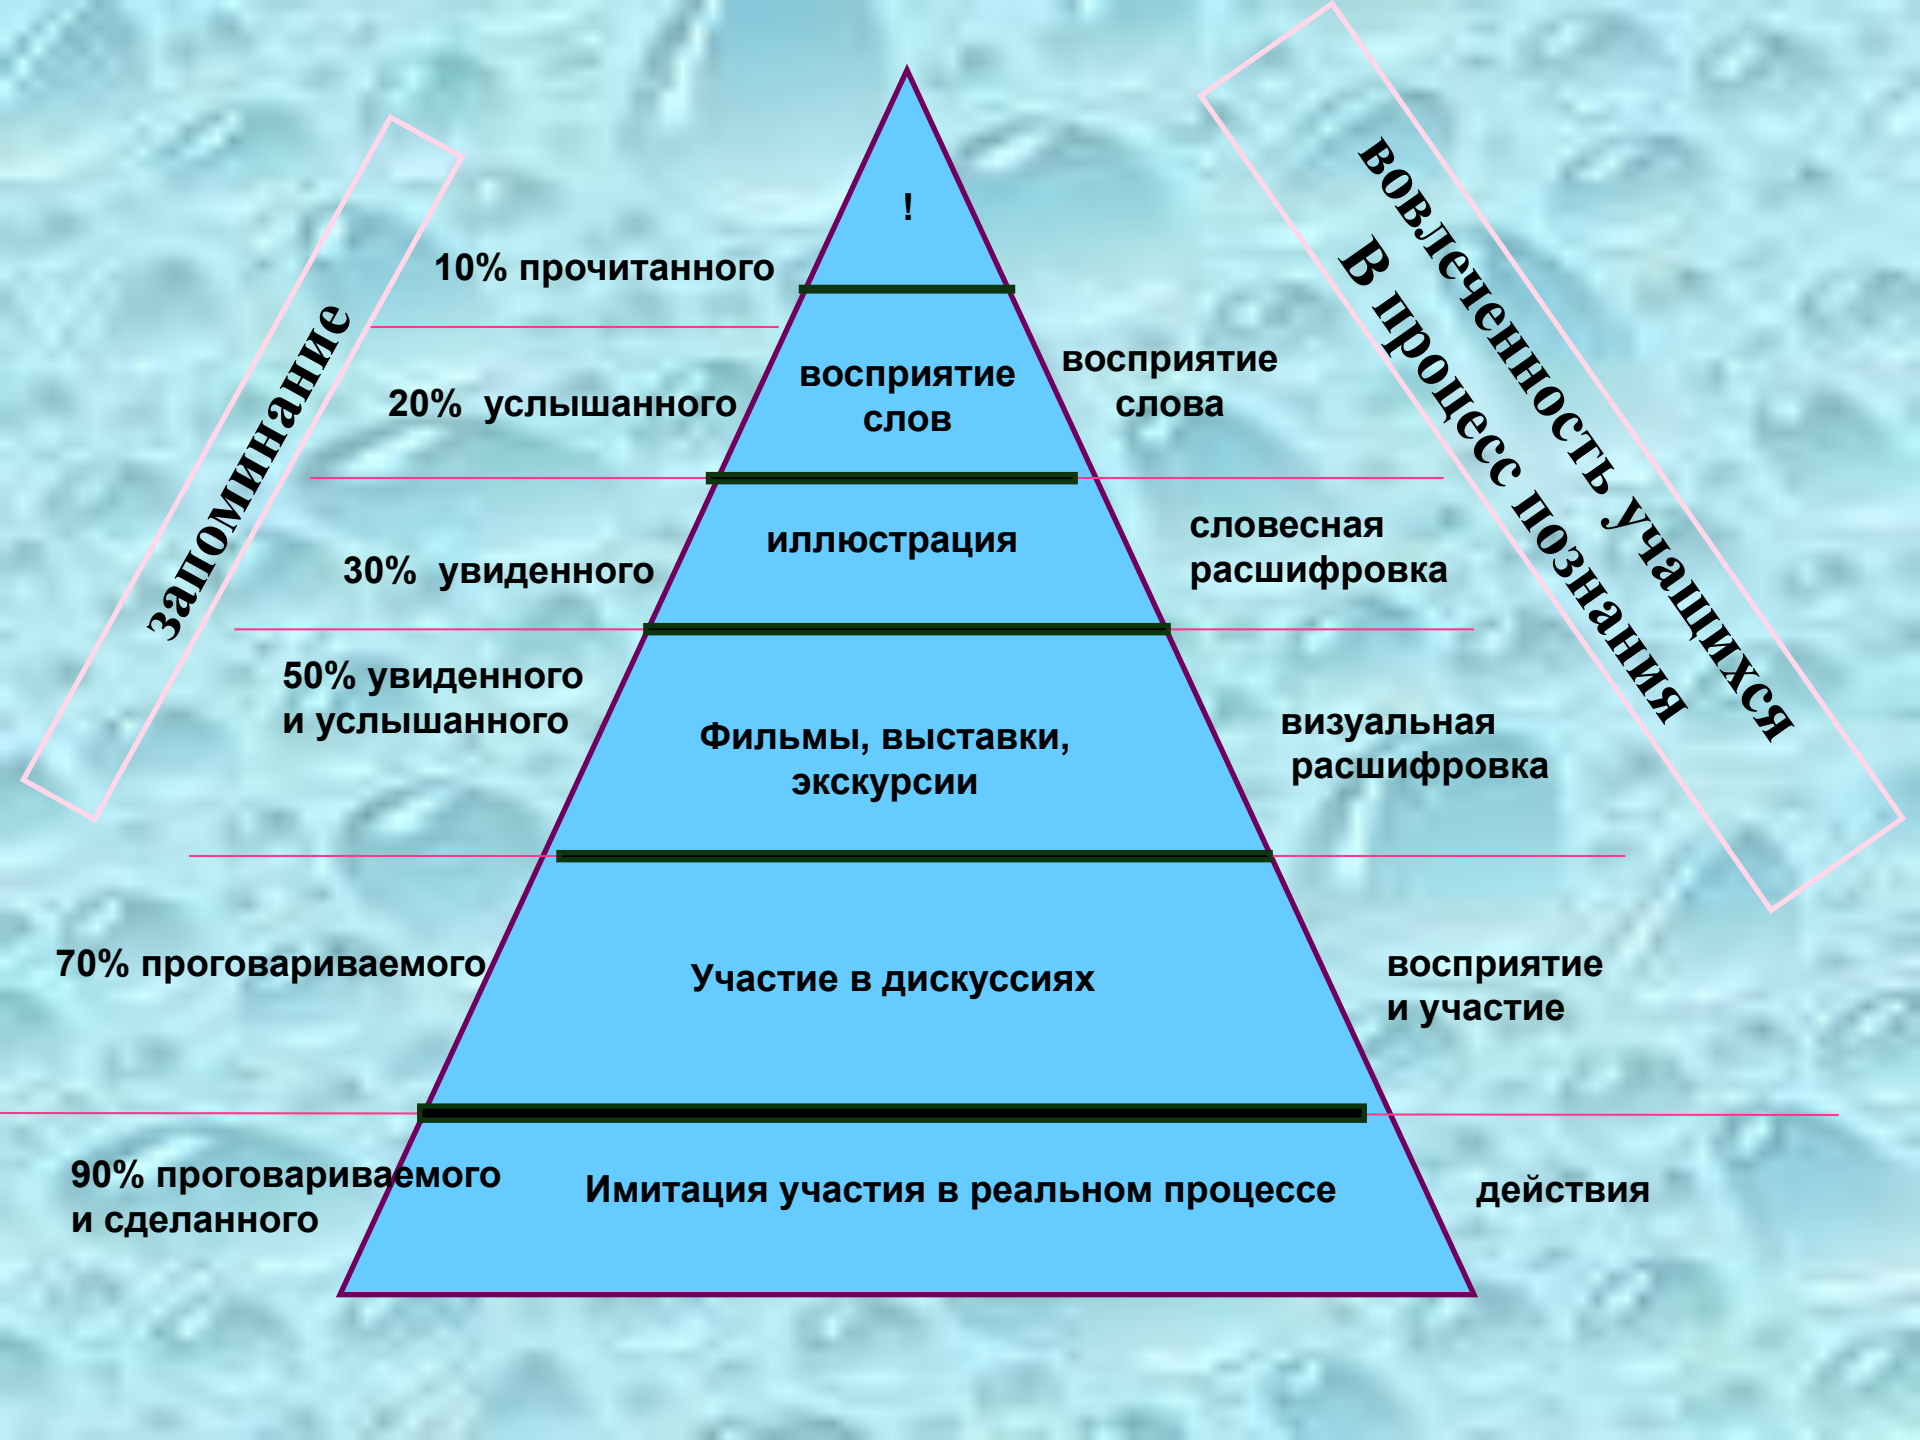 запоминание
вовлеченность учащихся
В процесс познания
!
10% прочитанного
восприятие
слов
20% услышанного
восприятие
слова
иллюстрация
30% увиденного
словесная
расшифровка
50% увиденного
и услышанного
Фильмы, выставки,
экскурсии
визуальная
расшифровка
70% проговариваемого
Участие в дискуссиях
восприятие
и участие
90% проговариваемого
и сделанного
Имитация участия в реальном процессе
действия